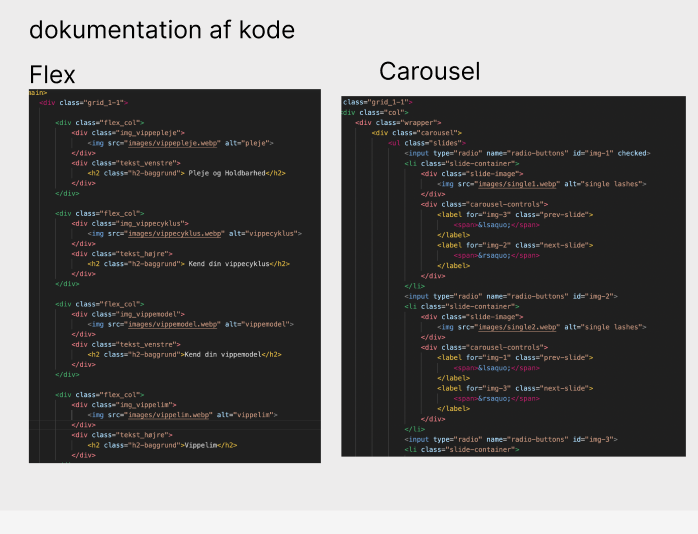 dokumentation af kode
Flex
main>
<div class="grid_1-1">
<div class="flex_col">
<div class="img_vippepleje">
<img src="images/vippepleje.webp" alt="pleje">
</div>
<div class="tekst_venstre">
<h2 class="h2-baggrund"> Pleje og Holdbarhed</h2>
</div>
</div>
<div class="flex_col">
<div class="img_vippecyklus">
<img src="images/vippecyklus.webp" alt="vippecyklus">
</div>
<div class="tekst_højre">
<h2 class="h2-baggrund"> Kend din vippecyklus</h2>
</div>
</div>
<div class="flex_col">
<div class="img_vippemodel">
<img src="images/vippemodel.webp" alt="vippemodel">
</div>
<div class="tekst_venstre">
<h2 class="h2-baggrund">Kend din vippemodel</h2>
</div>
</div>
<div class="flex_col">
<div class="img_vippelim">
<img src="images/vippelim.webp" alt="vippelim">
</div>
<div class="tekst_højre">
<h2 class="h2-baggrund">Vippelim</h2>
</div>
Carousel
class="grid_1-1">
div class="col">
<div class="wrapper">
<div class="carousel">
<ul class="slides">
<input type="radio" name="radio-buttons" id="img-1" checked>
<li class="slide-container">
<div class="slide-image">
<img src="images/single1.webp" alt="single lashes">
</div>
<div class="carousel-controls">
<label for="img-3" class="prev-slide">
<span>&lsaquo;</span>
</label>
<label for="img-2" class="next-slide">
<span>&rsaquo;</span>
</label>
</div>
</li>
<input type="radio" name="radio-buttons" id="img-2">
<li class="slide-container">
<div class="slide-image">
<img src="images/single2.webp" alt="single lashes">
</div>
<div class="carousel-controls">
<label for="img-1" class="prev-slide">
<span>&lsaquo;</span>
</label>
<label for="img-3" class="next-slide">
<span>&rsaquo;</span>
</label>
</div>
</li>
<input type="radio" name="radio-buttons" id="img-3">
<li class="slide-container">